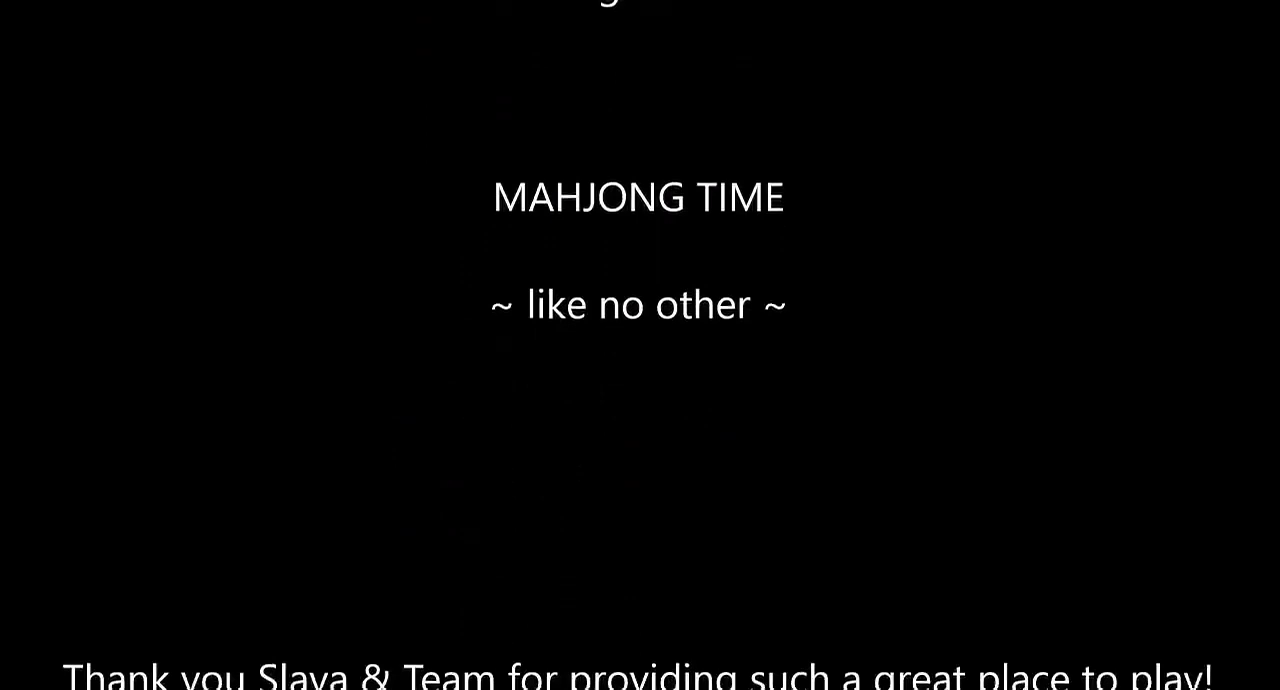 MAHJONG TIME
~ like no other ~
Thank you Slava & Team for providing such a great place to play!